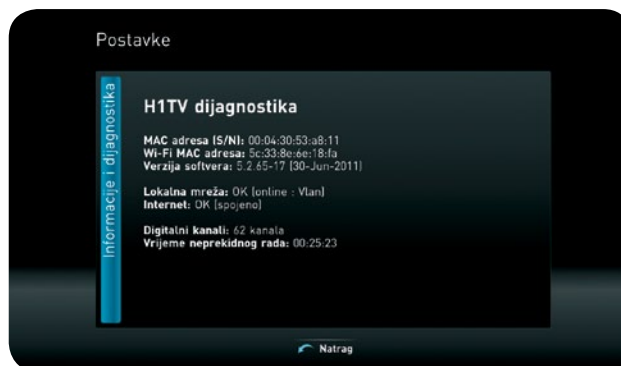 Postavke
Informacije i dijagnostika
H1TV dijagnostika
MAC adresa (S/N): 00:04:30:53:a8:11
Wi-Fi MAC adresa: 5c:33:8e:6e:18:fa
Verzija softvera: 5.2.65-17 (30-Jun-2011)
Lokalna mreža: OK (online : Vlan)
Internet: OK (spojeno)
Digitalni kanali: 62 kanala
Vrijeme neprekidnog rada: 00:25:23
Natrag